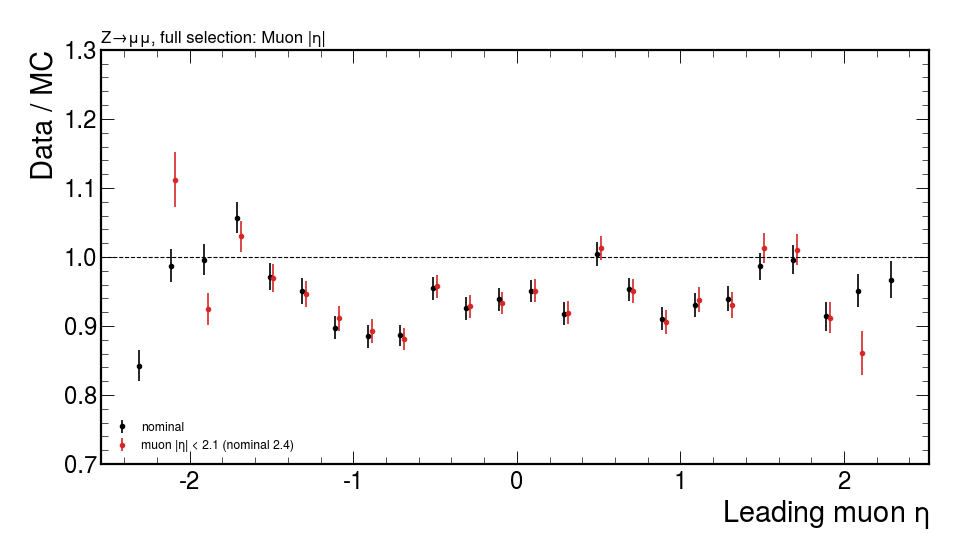 Z→μμ, full selection: Muon |η|
Data / MC
1.3
1.2
1.1
1.0
0.9
0.8
0.7
nominal
muon |η| < 2.1 (nominal 2.4)
-2 -1 0 1 2
Leading muon η